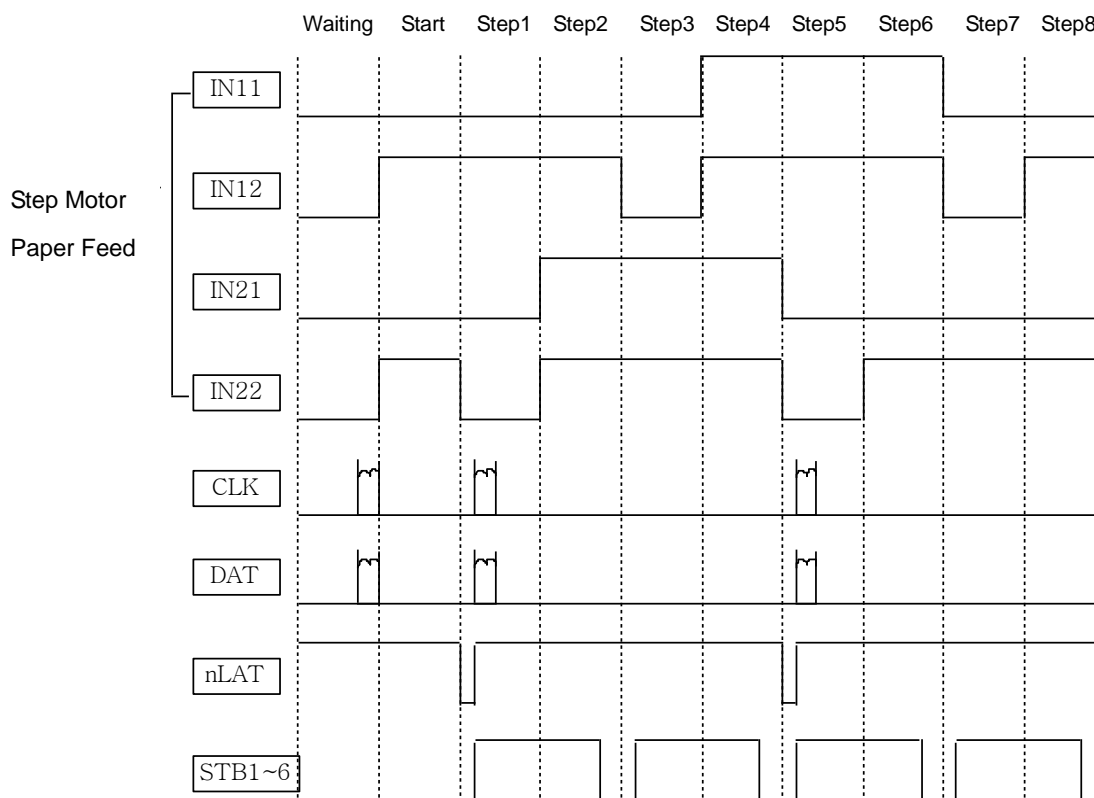 Waiting Start Step1 Step2 Step3 Step4 Step5 Step6 Step7 Step8
IN11
IN12
Step Motor
Paper Feed
IN21
IN22
CLK
DAT
nLAT
STB1~6